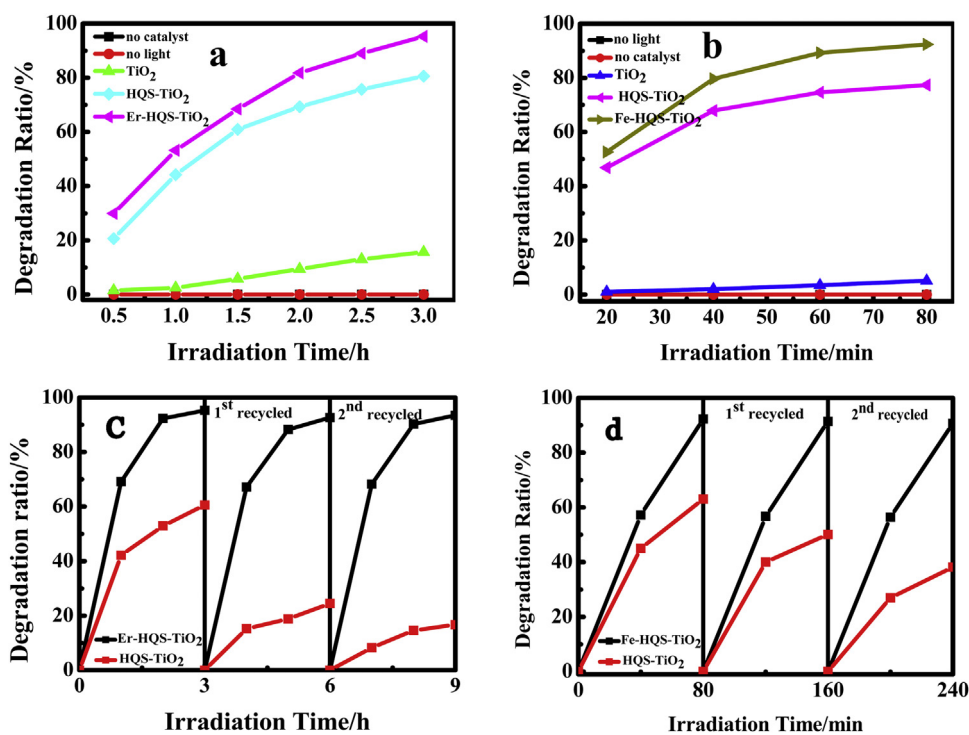 a
Degradation Ratio/%
100
80
60
40
20
0
no catalyst
no light
TiO₂
HQS-TiO₂
Er-HQS-TiO₂
0.5 1.0 1.5 2.0 2.5 3.0
Irradiation Time/h
b
Degradation Ratio/%
100
80
60
40
20
0
no light
no catalyst
TiO₂
HQS-TiO₂
Fe-HQS-TiO₂
20 30 40 50 60 70 80
Irradiation Time/min
c
Degradation ratio/%
100
80
60
40
20
0
1st recycled
2nd recycled
Er-HQS-TiO₂
HQS-TiO₂
0 3 6 9
Irradiation Time/h
d
Degradation Ratio/%
100
80
60
40
20
0
1st recycled
2nd recycled
Fe-HQS-TiO₂
HQS-TiO₂
0 80 160 240
Irradiation Time/min